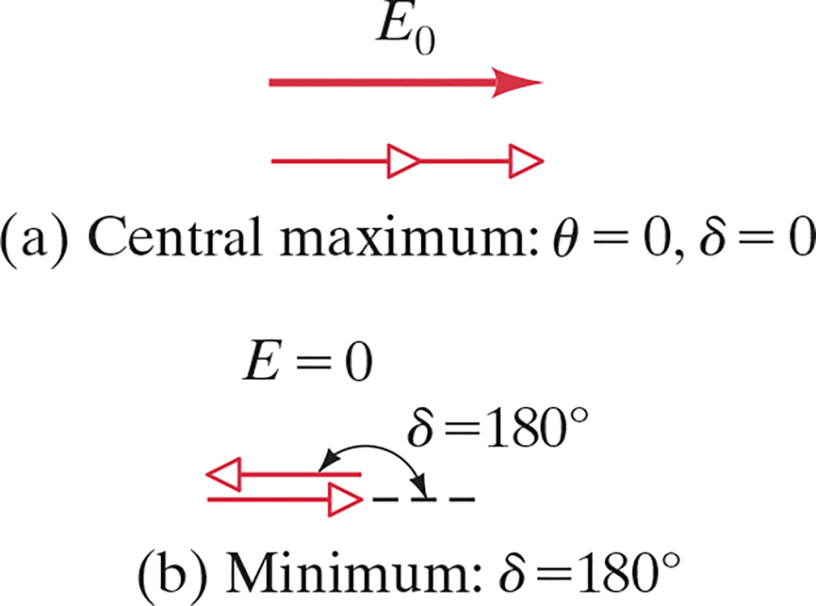 E₀
(a) Central maximum: θ = 0, δ = 0
E = 0
δ = 180°
(b) Minimum: δ = 180°